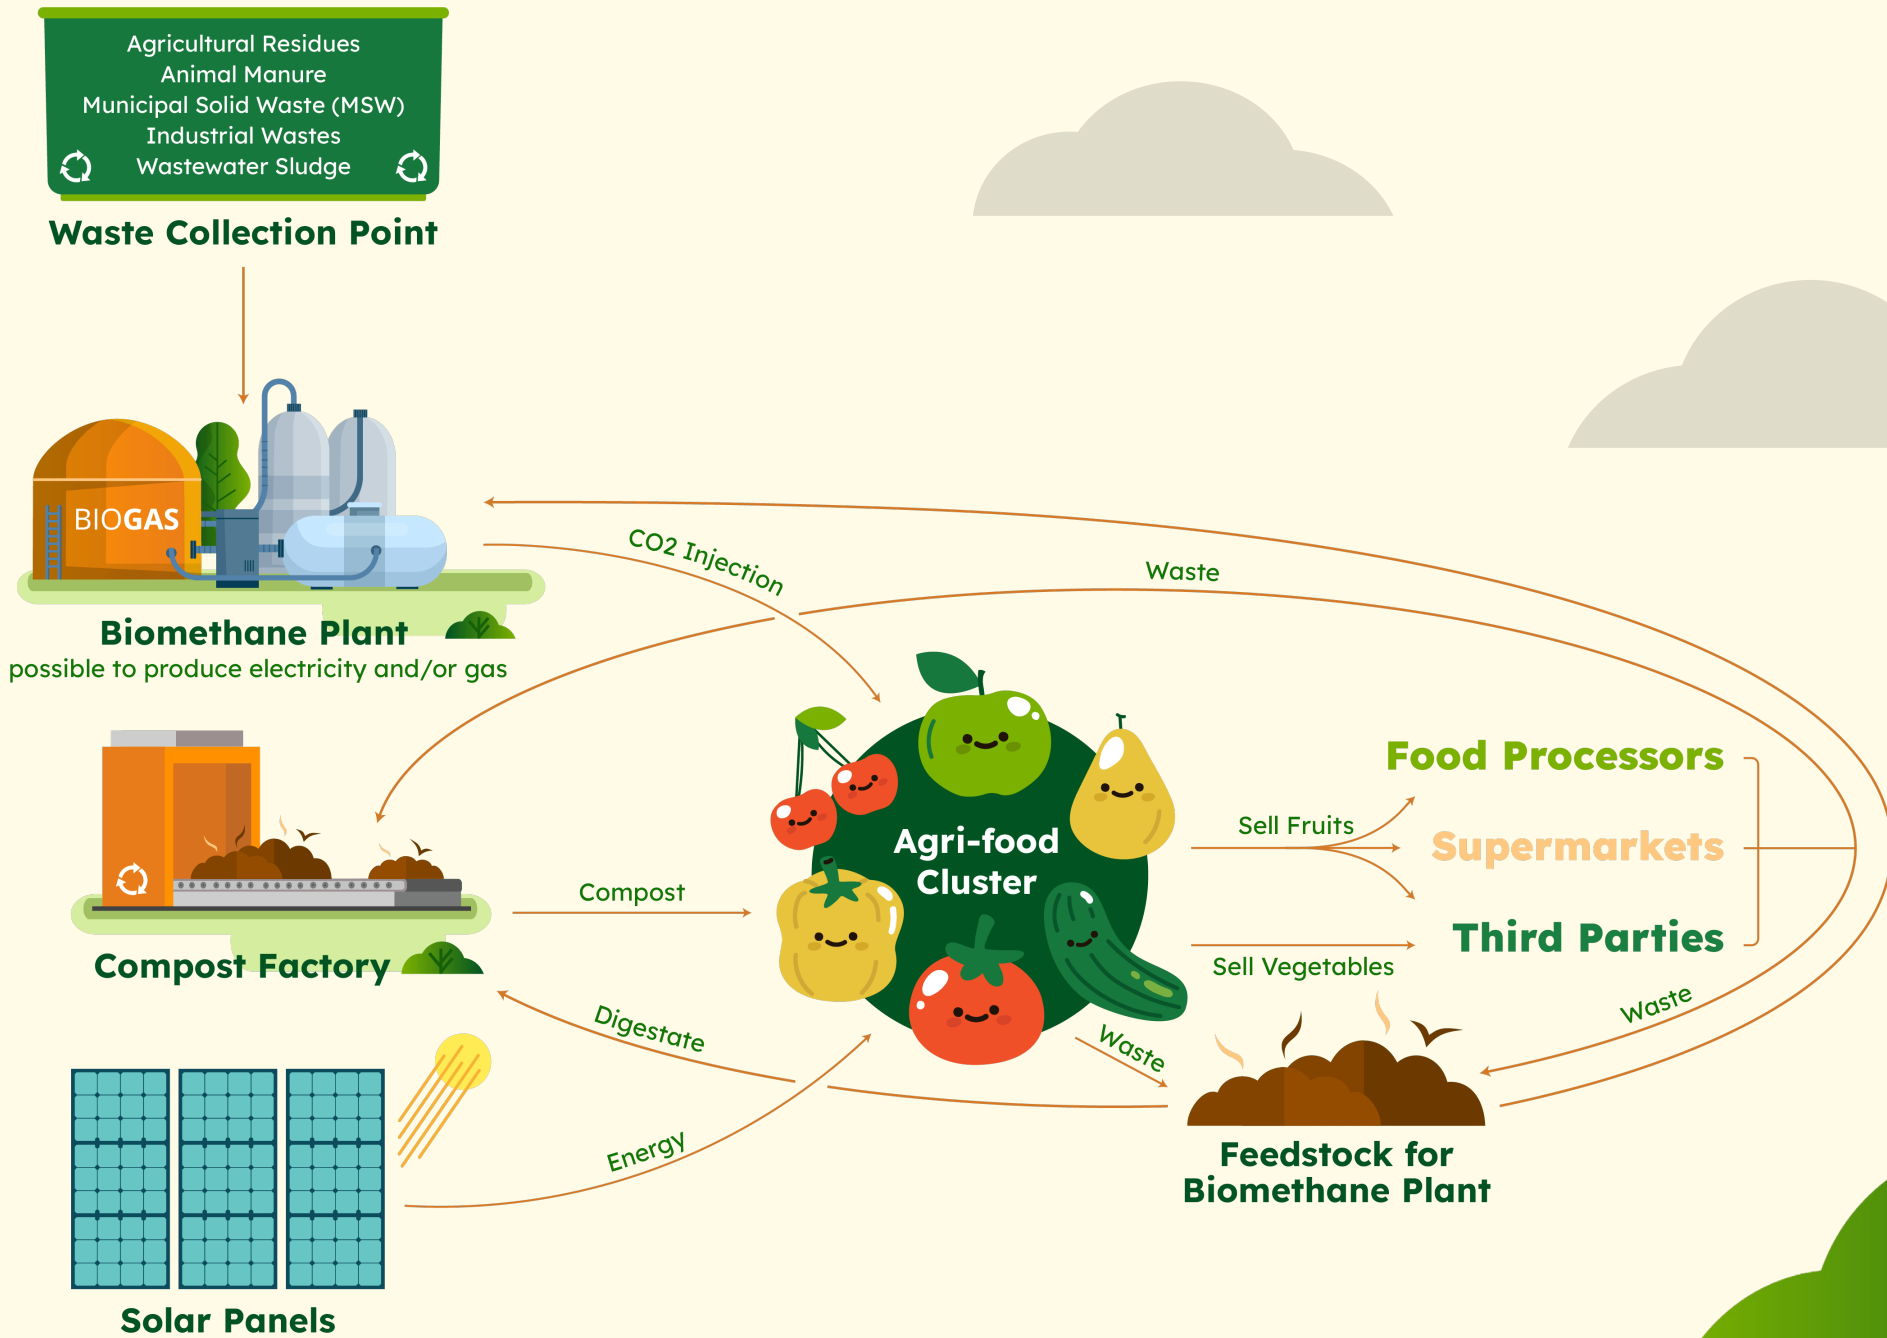 Agricultural Residues
Animal Manure
Municipal Solid Waste (MSW)
Industrial Wastes
Wastewater Sludge
Waste Collection Point
BIOGAS
Biomethane Plant
possible to produce electricity and/or gas
CO2 Injection
Waste
Compost Factory
Compost
Agri-food
Cluster
Sell Fruits
Sell Vegetables
Food Processors
Supermarkets
Third Parties
Waste
Waste
Digestate
Energy
Feedstock for
Biomethane Plant
Solar Panels